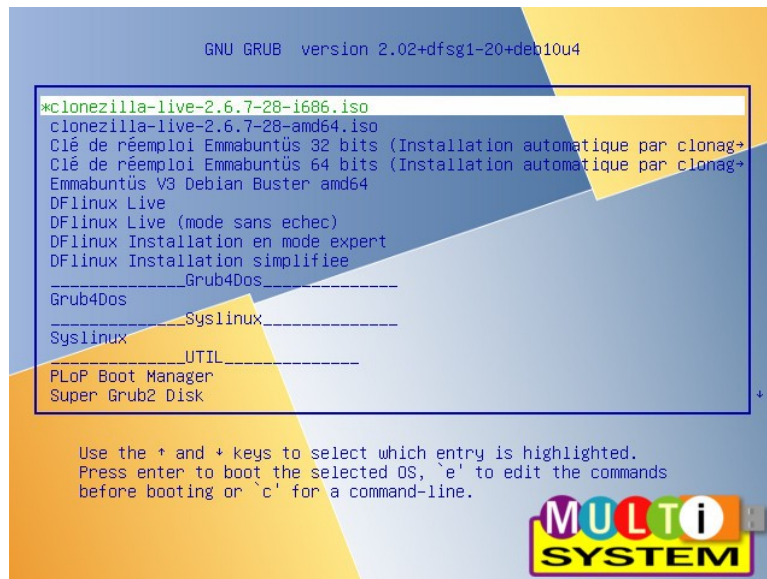 GNU GRUB  version 2.02+dfsg1-20+deb10u4
*clonezilla-live-2.6.7-28-i686.iso
clonezilla-live-2.6.7-28-amd64.iso
Clé de réemploi Emmabuntüs 32 bits (Installation automatique par clonag→
Clé de réemploi Emmabuntüs 64 bits (Installation automatique par clonag→
Emmabuntüs V3 Debian Buster amd64
DFlinux Live
DFlinux Live (mode sans echec)
DFlinux Installation en mode expert
DFlinux Installation simplifiee
______________Grub4Dos______________
Grub4Dos
______________Syslinux______________
Syslinux
______________UTIL______________
PLoP Boot Manager
Super Grub2 Disk
↓
Use the ↑ and ↓ keys to select which entry is highlighted.
Press enter to boot the selected OS, `e' to edit the commands
before booting or `c' for a command-line.
MULTi
SYSTEM